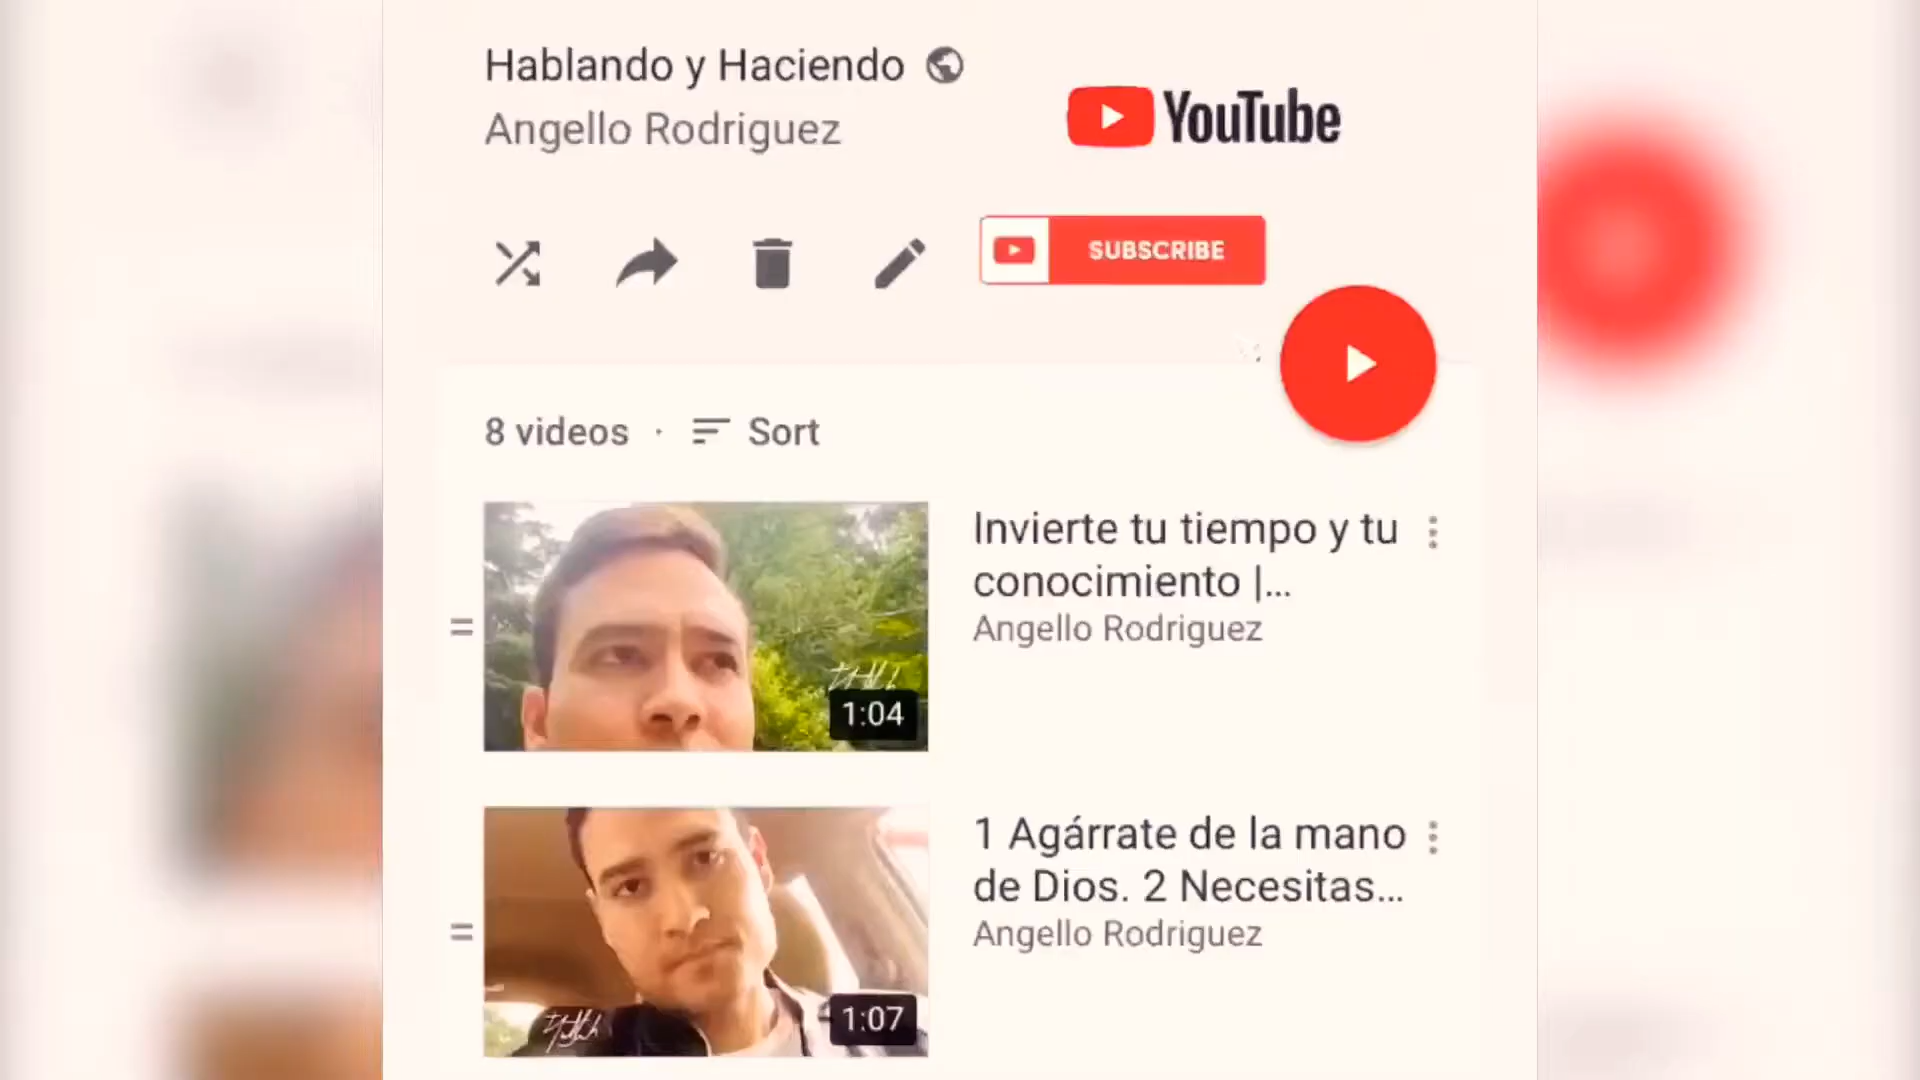 Hablando y Haciendo
Angello Rodriguez
YouTube
SUBSCRIBE
8 videos · Sort
Invierte tu tiempo y tu
conocimiento |...
Angello Rodriguez
1:04
1 Agárrate de la mano
de Dios. 2 Necesitas...
Angello Rodriguez
1:07